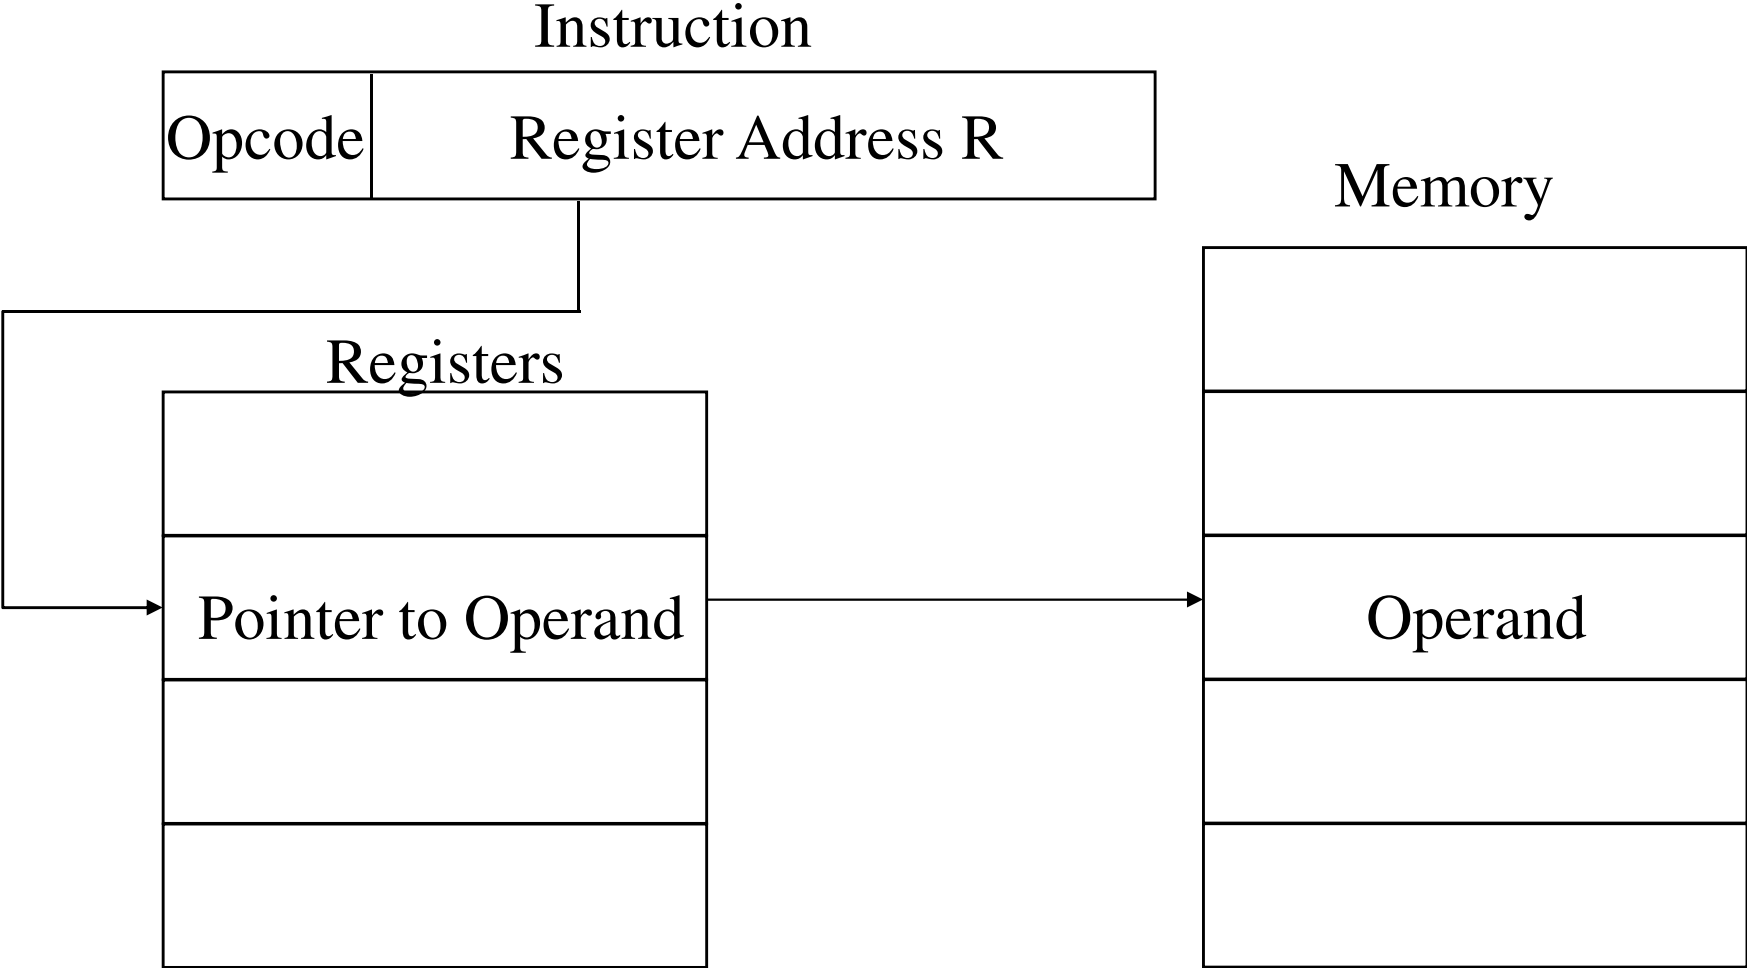 Instruction
Opcode
Register Address R
Memory
Registers
Pointer to Operand
Operand